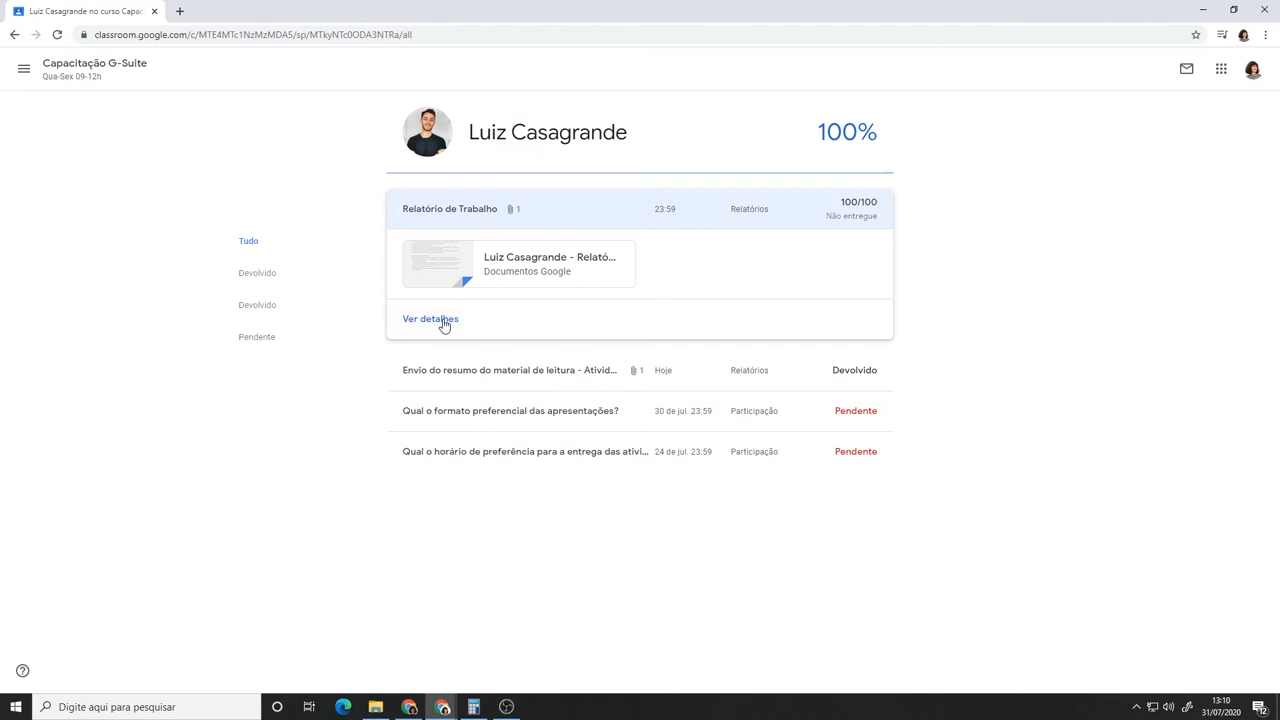 Luiz Casagrande no curso Capac
classroom.google.com/c/MTE4MTc1NzMzMDA5/sp/MTkyNTc0ODA3NTRa/all
Capacitação G-Suite
Qua-Sex 09-12h
Luiz Casagrande
100%
Relatório de Trabalho 1 23:59 Relatórios 100/100
Não entregue
Luiz Casagrande - Relató...
Documentos Google
Ver detalhes
Tudo
Devolvido
Devolvido
Pendente
Envio do resumo do material de leitura - Ativid... 1 Hoje Relatórios Devolvido
Qual o formato preferencial das apresentações? 30 de jul. 23:59 Participação Pendente
Qual o horário de preferência para a entrega das ativi... 24 de jul. 23:59 Participação Pendente
Digite aqui para pesquisar
13:10
31/07/2020
12